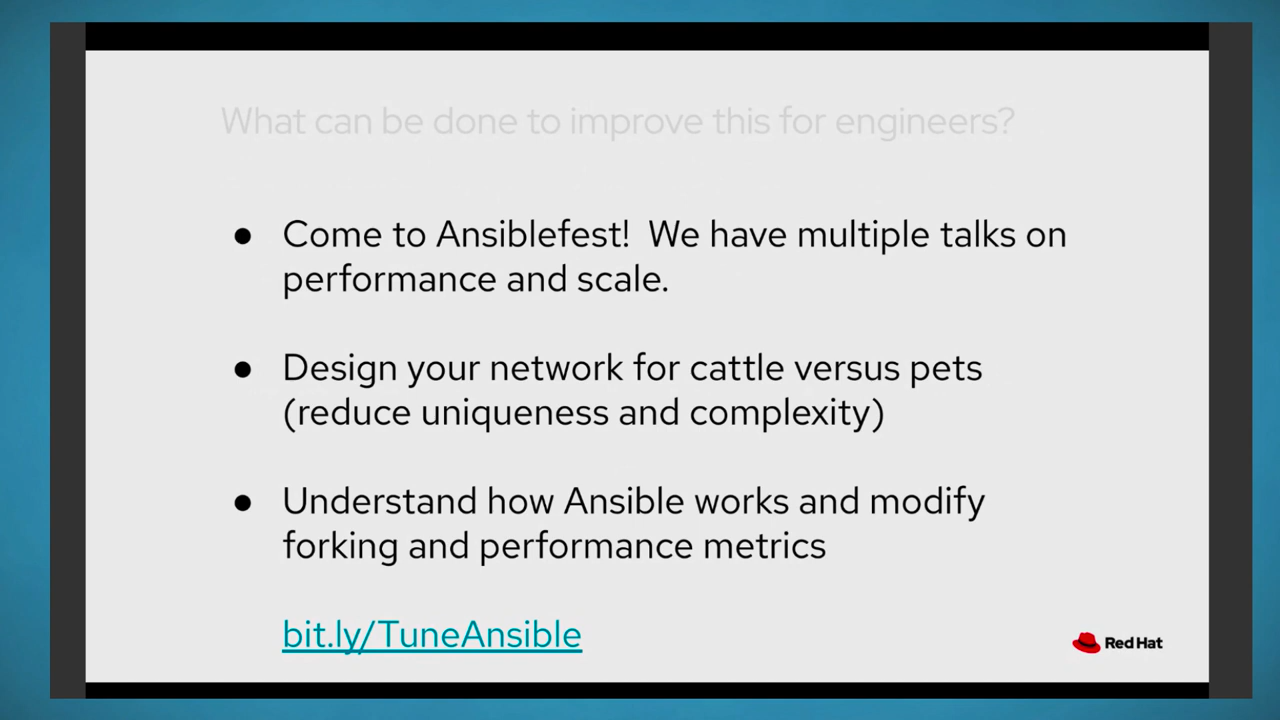 What can be done to improve this for engineers?
● Come to Ansiblefest!  We have multiple talks on
performance and scale.
● Design your network for cattle versus pets
(reduce uniqueness and complexity)
● Understand how Ansible works and modify
forking and performance metrics
bit.ly/TuneAnsible
Red Hat